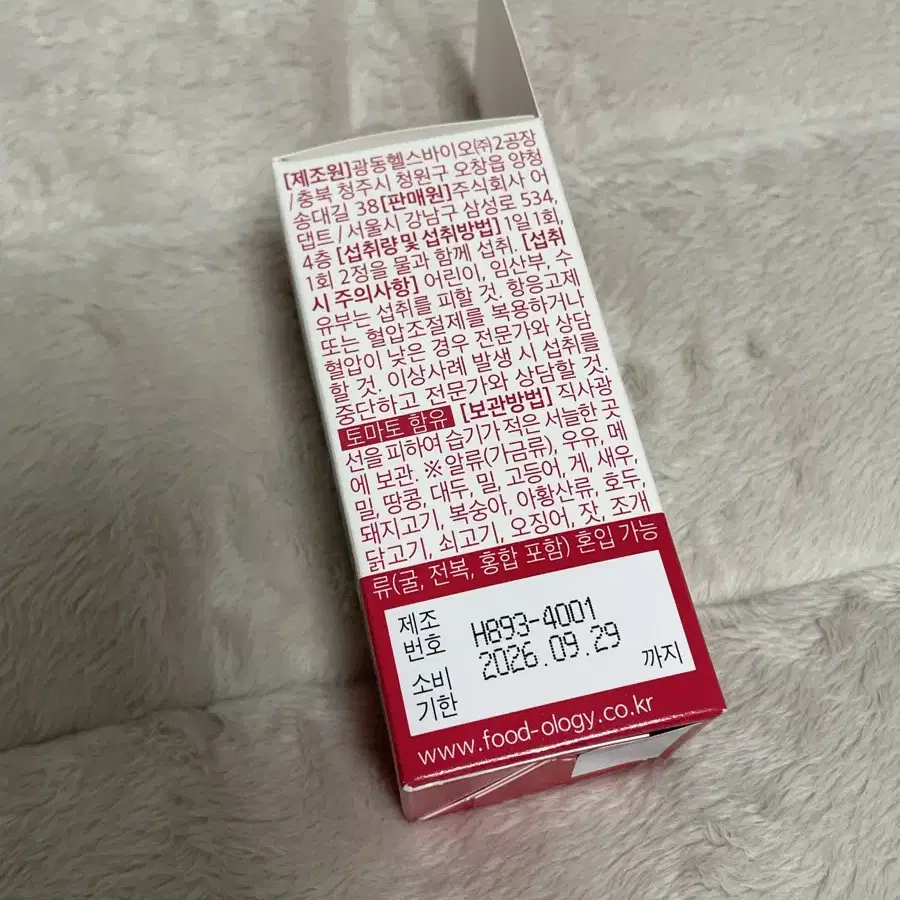 [제조원]광동헬스바이오㈜2공장
/충북 청주시 청원구 오창읍 양청
송대길 38[판매원]주식회사 어
댑트/서울시 강남구 삼성로 534,
4층 [섭취량 및 섭취방법] 1일 1회,
1회 2정을 물과 함께 섭취. [섭취
시 주의사항] 어린이, 임산부, 수
유부는 섭취를 피할 것. 항응고제
또는 혈압조절제를 복용하거나
혈압이 낮은 경우 전문가와 상담
할 것. 이상사례 발생 시 섭취를
중단하고 전문가와 상담할 것.
토마토 함유 [보관방법] 직사광
선을 피하여 습기가 적은 서늘한 곳
에 보관. ※알류(가금류), 우유, 메
밀, 땅콩, 대두, 밀, 고등어, 게, 새우,
돼지고기, 복숭아, 아황산류, 호두,
닭고기, 쇠고기, 오징어, 잣, 조개
류(굴, 전복, 홍합 포함) 혼입 가능
제조
번호 H893-4001
소비
기한 2026.09.29 까지
www.food-ology.co.kr